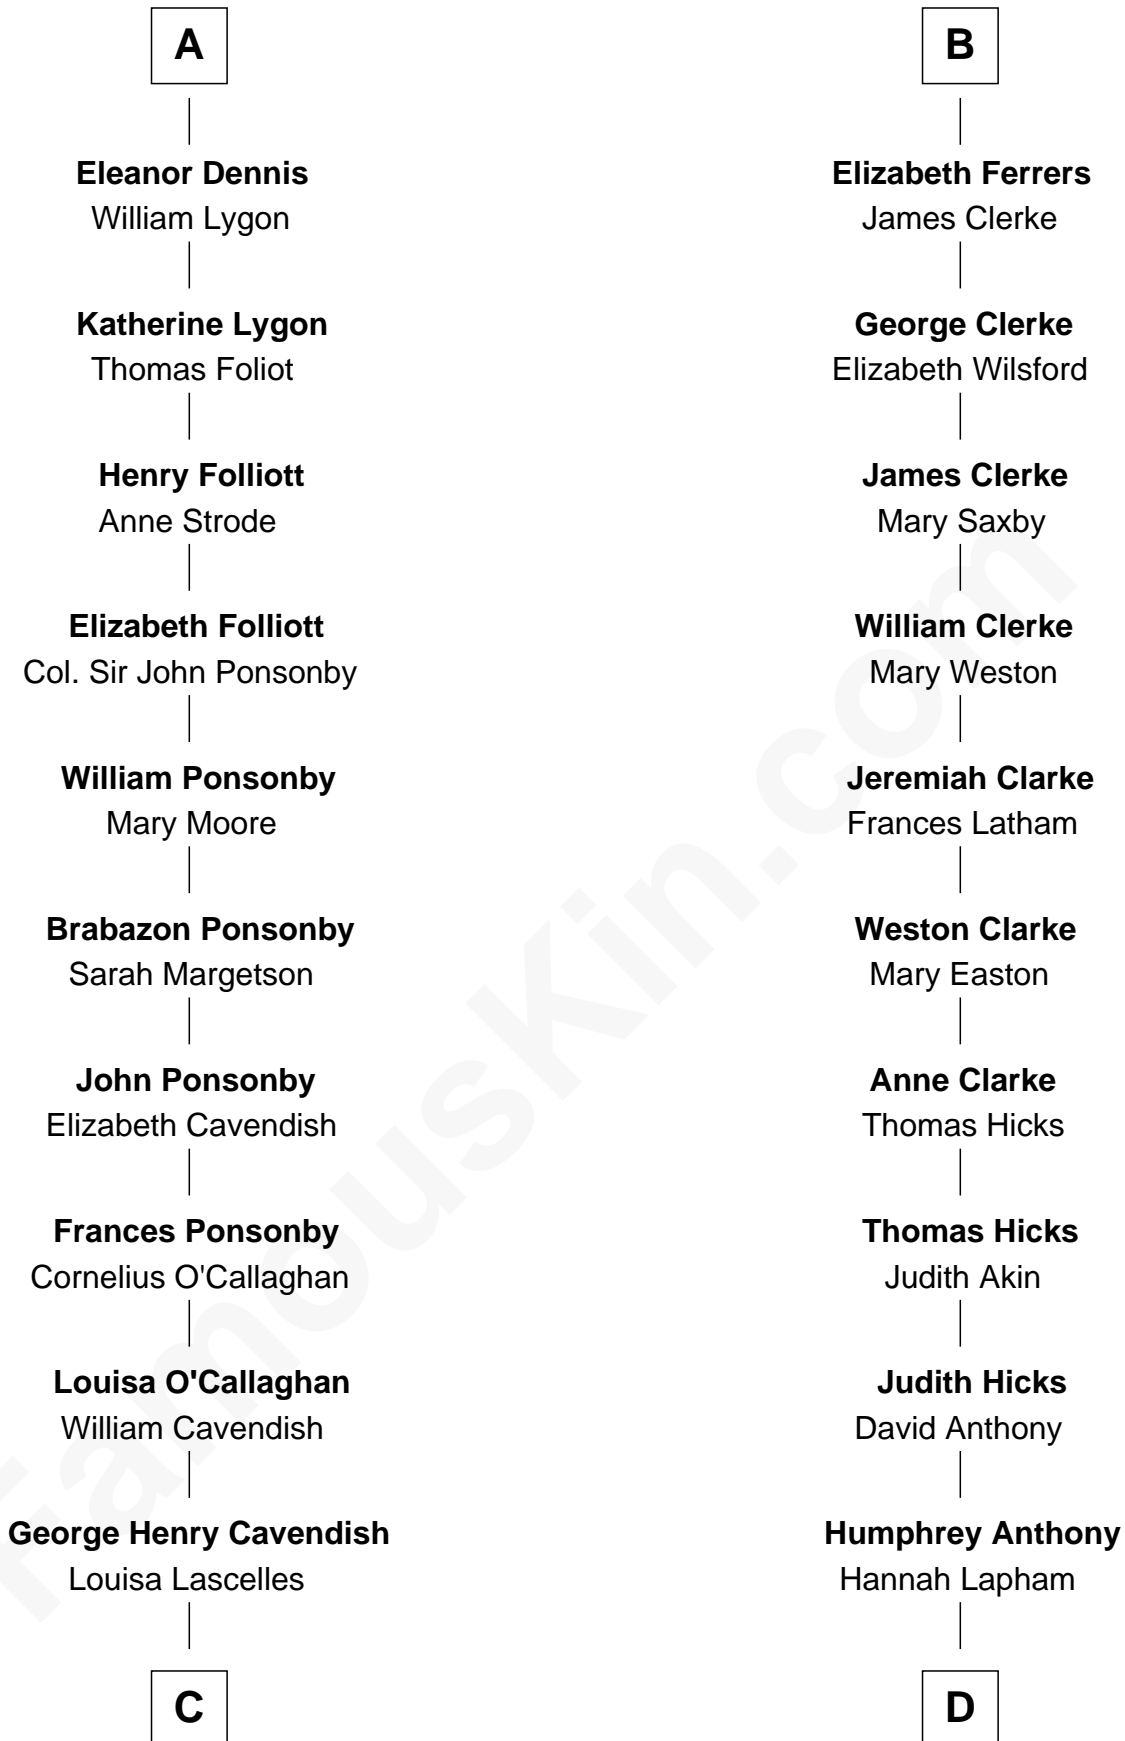 A
Eleanor Dennis
William Lygon
Katherine Lygon
Thomas Foliot
Henry Folliott
Anne Strode
Elizabeth Folliott
Col. Sir John Ponsonby
William Ponsonby
Mary Moore
Brabazon Ponsonby
Sarah Margetson
John Ponsonby
Elizabeth Cavendish
Frances Ponsonby
Cornelius O'Callaghan
Louisa O'Callaghan
William Cavendish
George Henry Cavendish
Louisa Lascelles
C
B
Elizabeth Ferrers
James Clerke
George Clerke
Elizabeth Wilsford
James Clerke
Mary Saxby
William Clerke
Mary Weston
Jeremiah Clarke
Frances Latham
Weston Clarke
Mary Easton
Anne Clarke
Thomas Hicks
Thomas Hicks
Judith Akin
Judith Hicks
David Anthony
Humphrey Anthony
Hannah Lapham
D
FamousKin.com